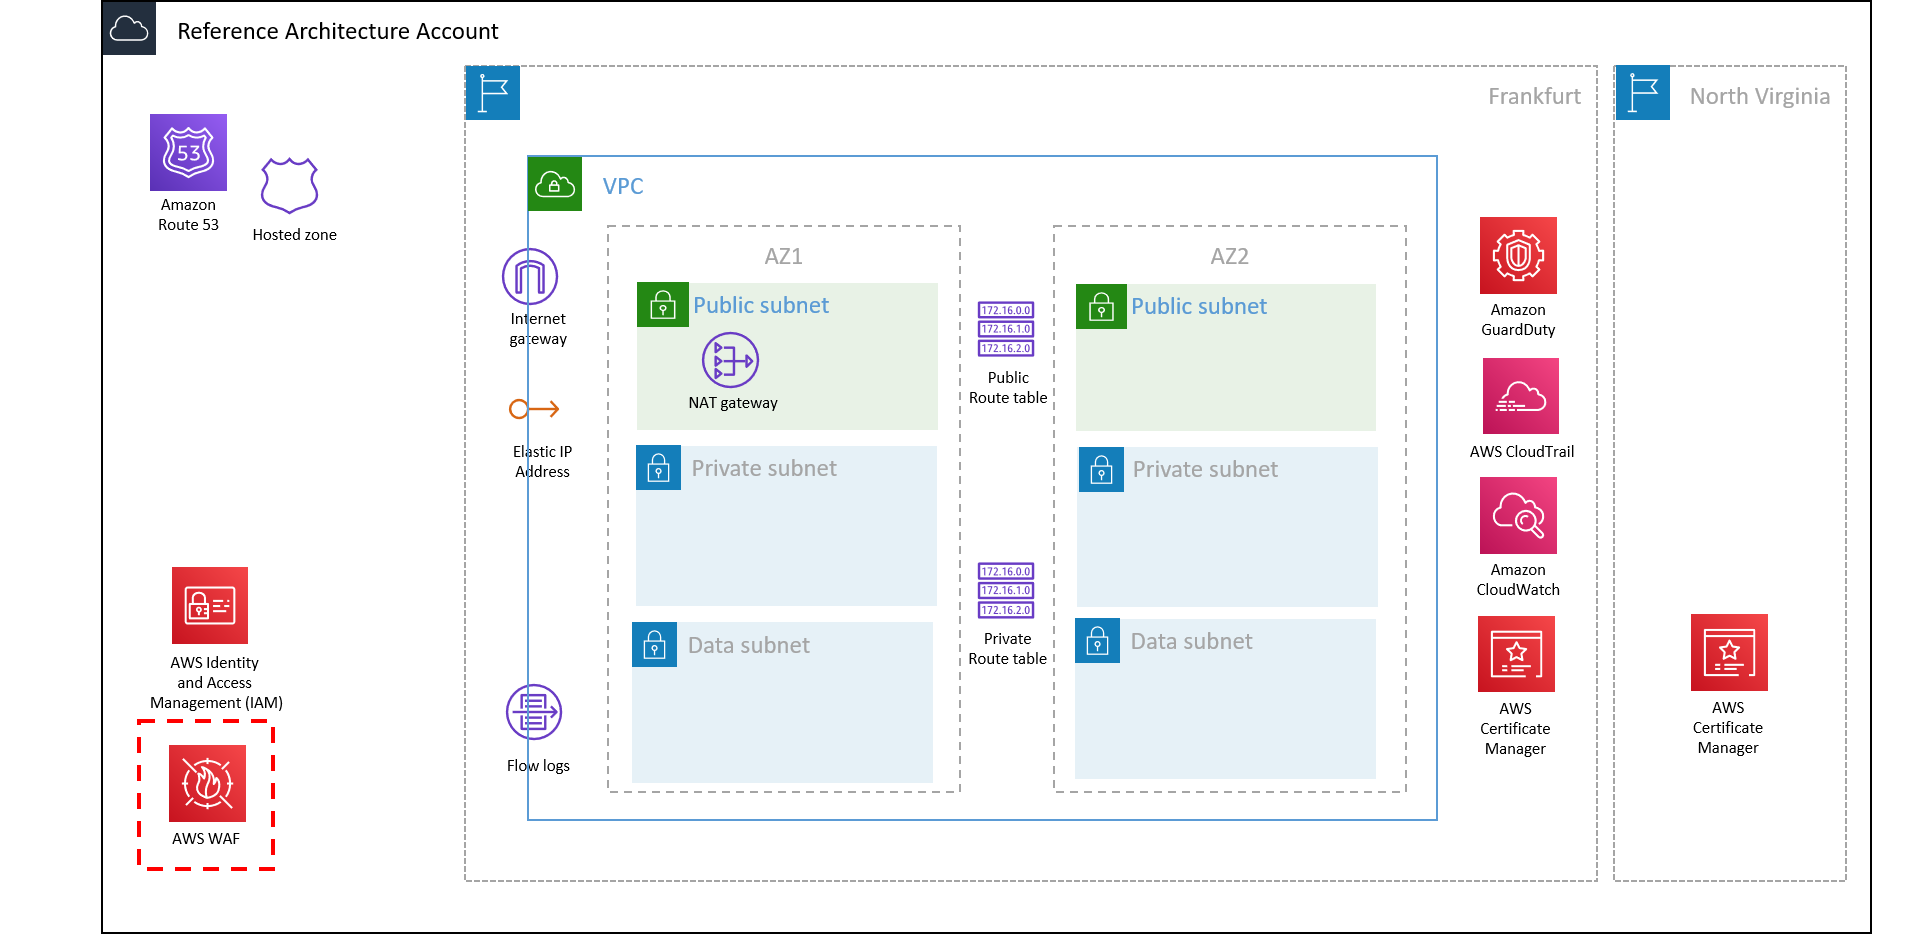 Reference Architecture Account
Frankfurt
North Virginia
53
Amazon
Route 53
Hosted zone
VPC
AZ1
AZ2
Internet
gateway
Public subnet
NAT gateway
172.16.0.0
172.16.1.0
172.16.2.0
Public
Route table
Public subnet
Amazon
GuardDuty
Elastic IP
Address
Private subnet
Private subnet
AWS CloudTrail
Amazon
CloudWatch
172.16.0.0
172.16.1.0
172.16.2.0
Private
Route table
Data subnet
Data subnet
AWS Identity
and Access
Management (IAM)
Flow logs
AWS
Certificate
Manager
AWS
Certificate
Manager
AWS WAF